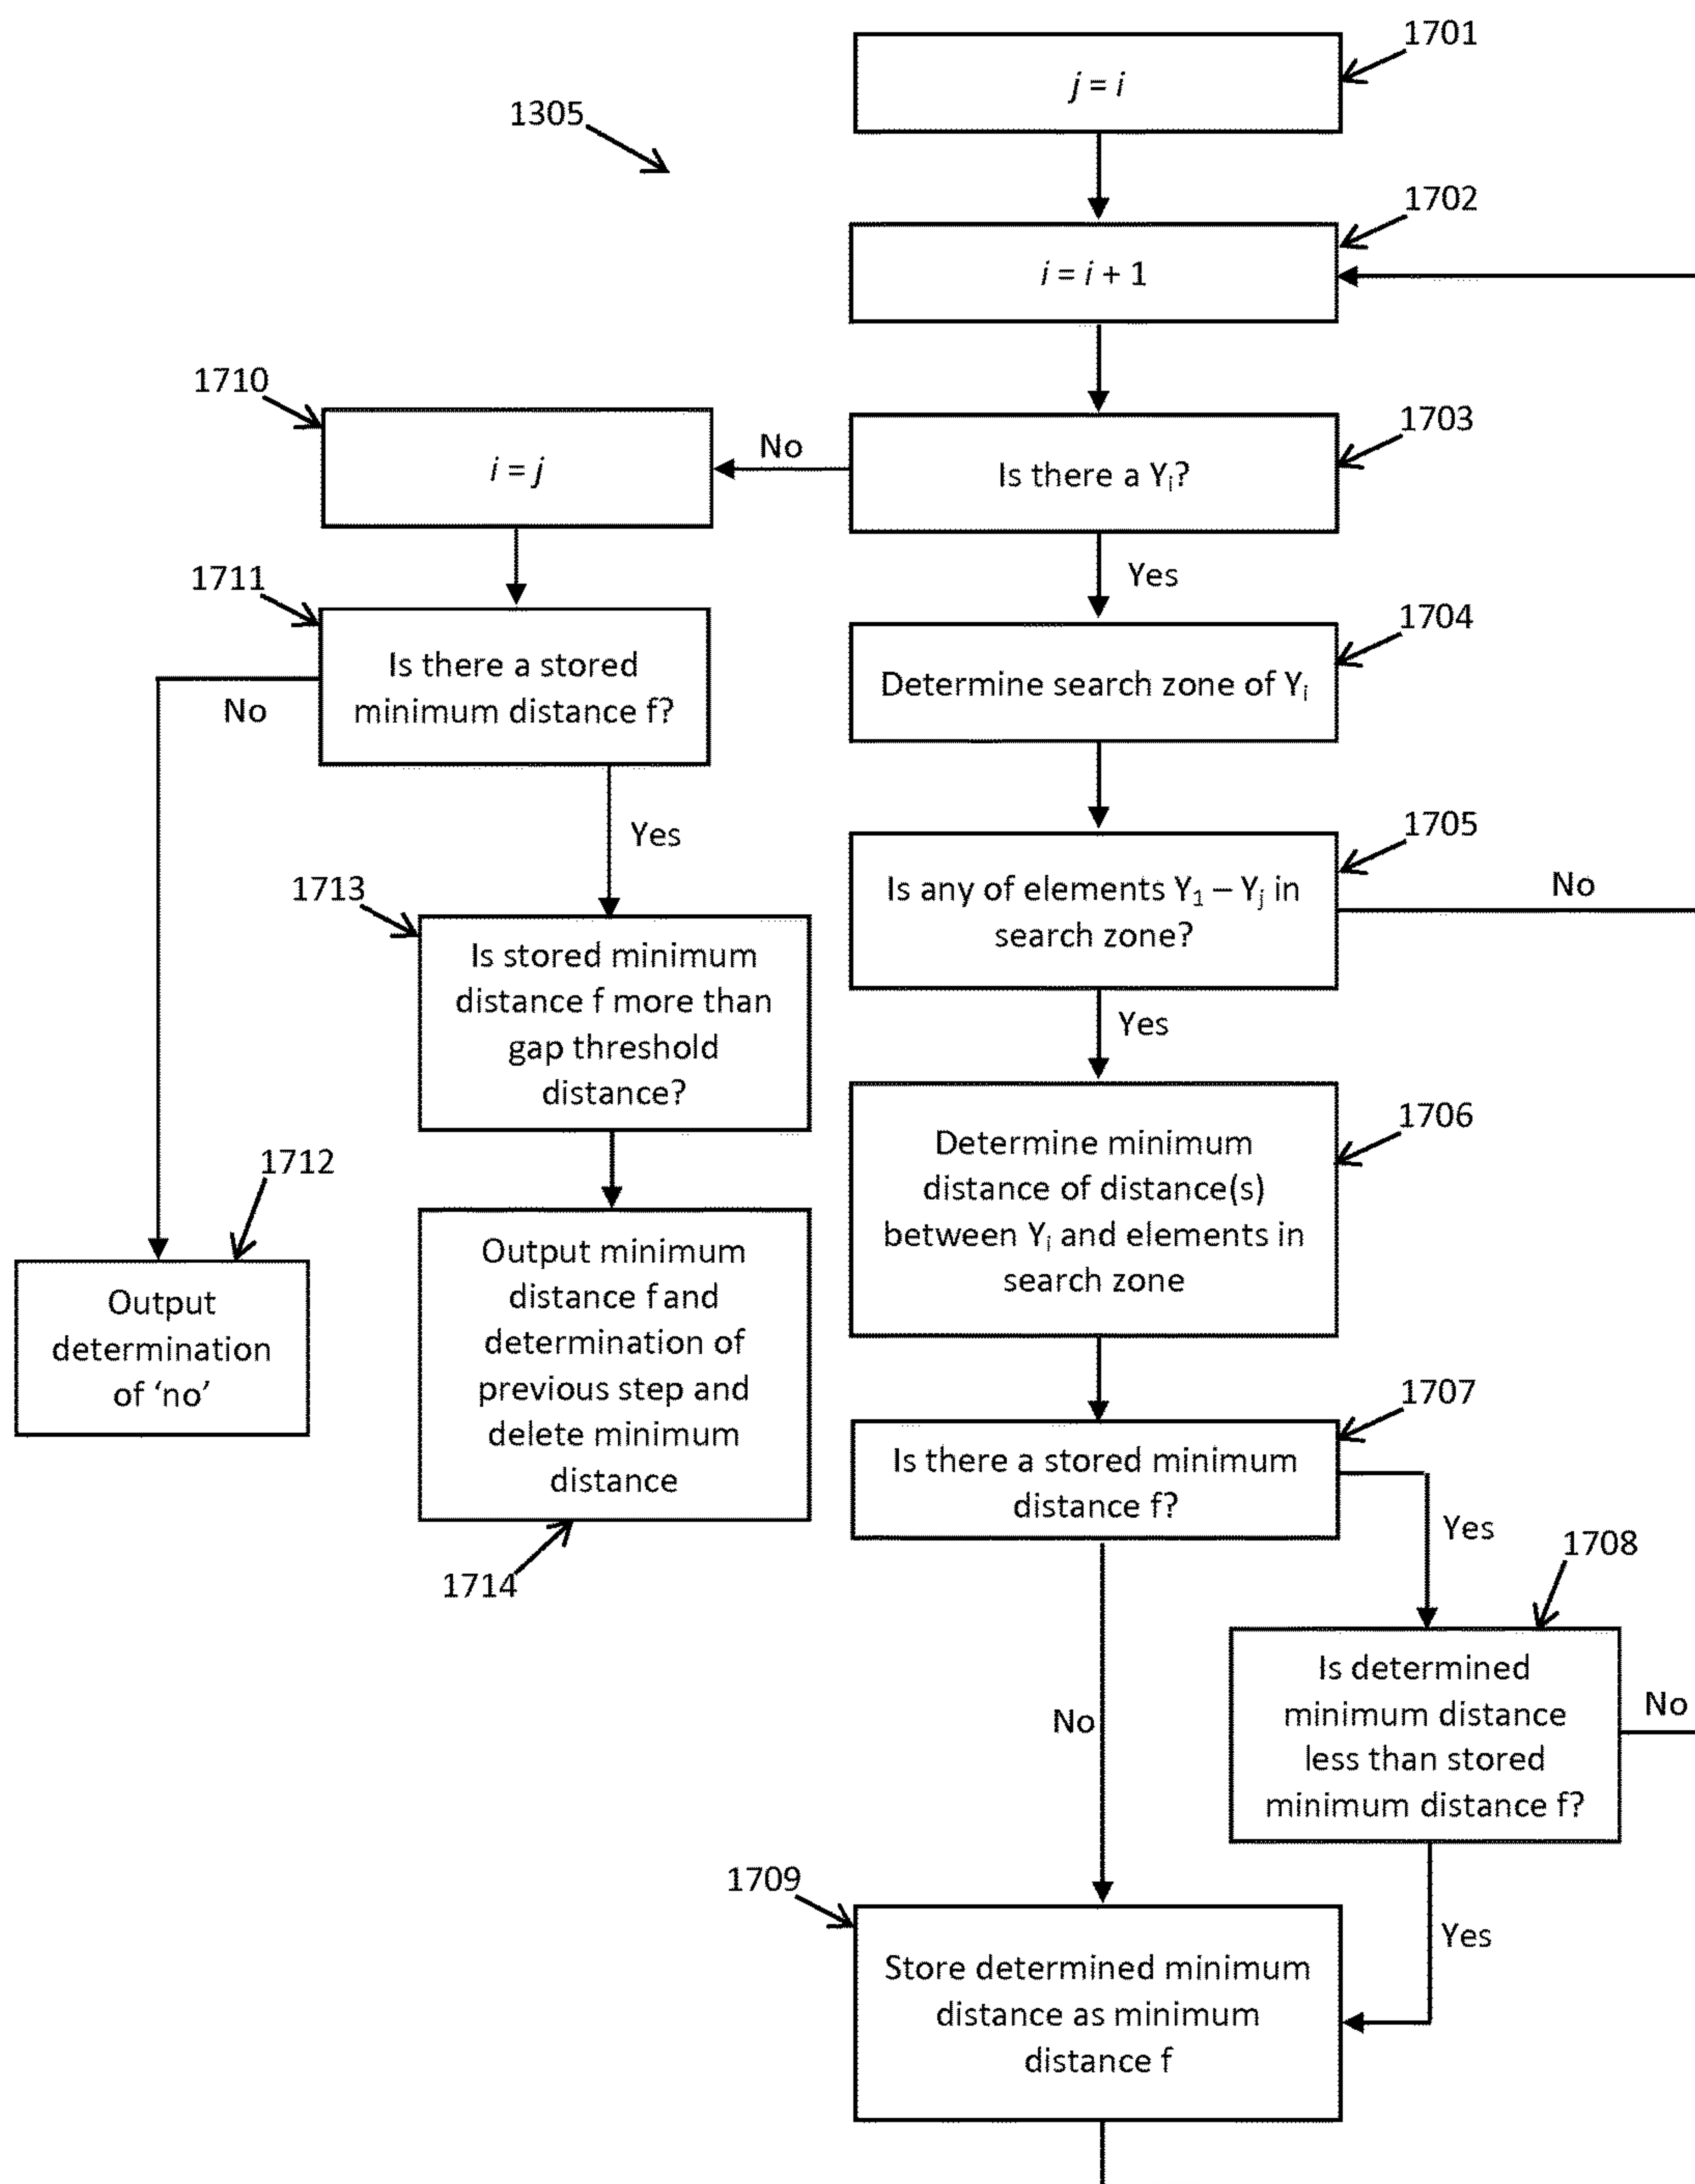 1701
j = i
1305
1702
i = i + 1
1710
1703
i = j
No
Is there a Yi?
1711
Yes
1704
Is there a stored
minimum distance f?
No
Determine search zone of Yi
Yes
1705
1713
Is any of elements Y1 – Yj in
search zone?
No
Is stored minimum
distance f more than
gap threshold
distance?
Yes
1706
Determine minimum
distance of distance(s)
between Yi and elements in
search zone
1712
Output
determination
of ‘no’
Output minimum
distance f and
determination of
previous step and
delete minimum
distance
1707
Is there a stored minimum
distance f?
Yes
1714
1708
Is determined
minimum distance
less than stored
minimum distance f?
No
No
1709
Yes
Store determined minimum
distance as minimum
distance f